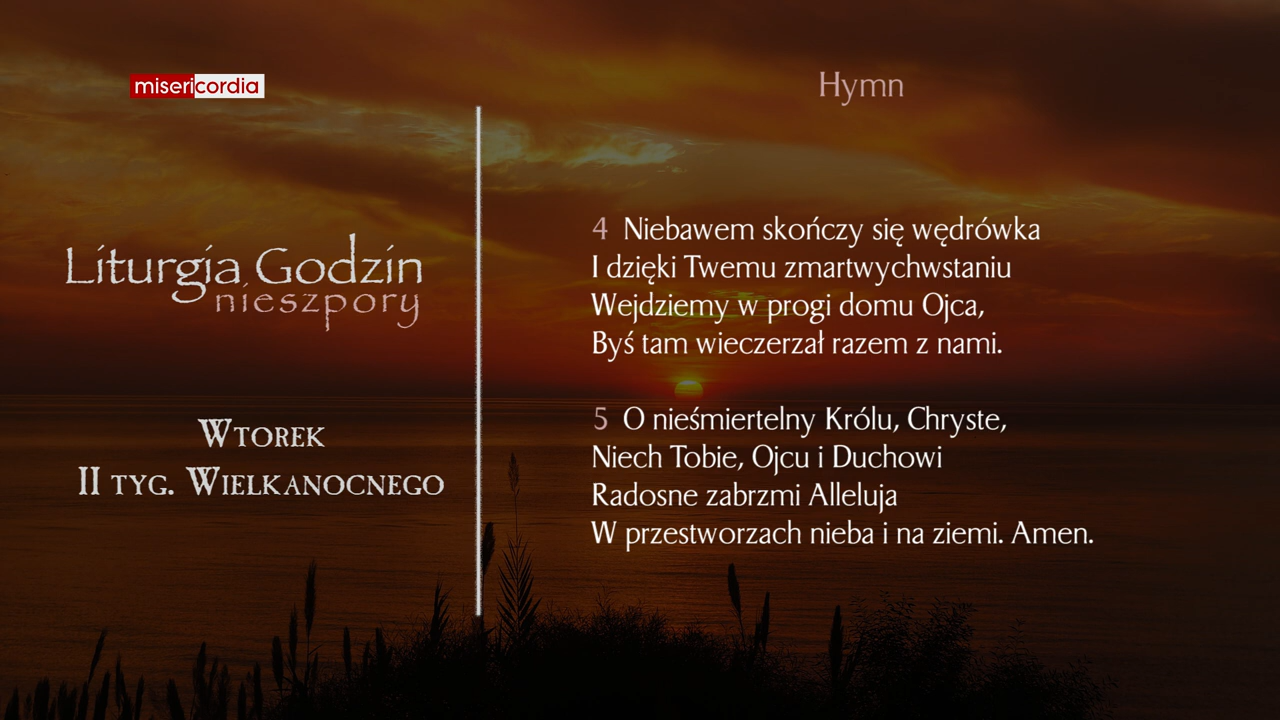 misericordia
Liturgia Godzin
nieszpory
Wtorek
II tyg. Wielkanocnego
Hymn
4 Niebawem skończy się wędrówka
I dzięki Twemu zmartwychwstaniu
Wejdziemy w progi domu Ojca,
Byś tam wieczerzał razem z nami.
5 O nieśmiertelny Królu, Chryste,
Niech Tobie, Ojcu i Duchowi
Radosne zabrzmi Alleluja
W przestworzach nieba i na ziemi. Amen.